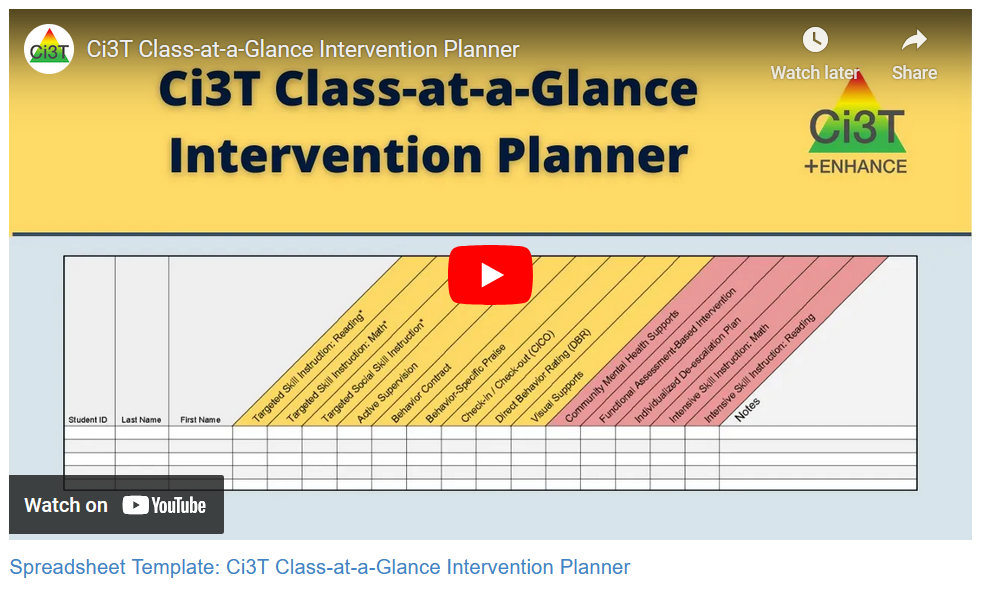 Ci3T
Ci3T Class-at-a-Glance Intervention Planner
Watch later
Share
Ci3T Class-at-a-Glance
Intervention Planner
Ci3T
+ENHANCE
Student ID
Last Name
First Name
Targeted Skill Instruction: Reading*
Targeted Skill Instruction: Math*
Targeted Social Skill Instruction*
Active Supervision
Behavior Contract
Behavior-Specific Praise
Check-in / Check-out (CICO)
Direct Behavior Rating (DBR)
Visual Supports
Community Mental Health Supports
Functional Assessment-Based Intervention
Individualized De-escalation Plan
Intensive Skill Instruction: Math
Intensive Skill Instruction: Reading
Notes
Watch on YouTube
Spreadsheet Template: Ci3T Class-at-a-Glance Intervention Planner